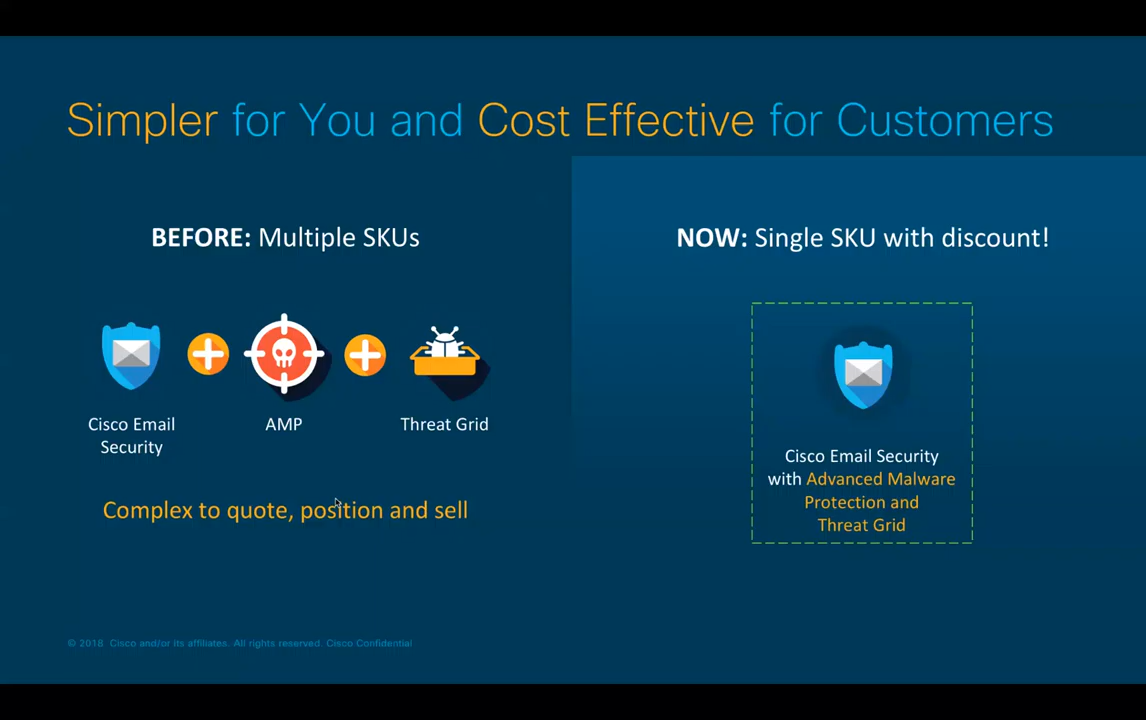 Simpler for You and Cost Effective for Customers
BEFORE: Multiple SKUs
Cisco Email
Security
AMP
Threat Grid
Complex to quote, position and sell
NOW: Single SKU with discount!
Cisco Email Security
with Advanced Malware
Protection and
Threat Grid
© 2018 Cisco and/or its affiliates. All rights reserved. Cisco Confidential